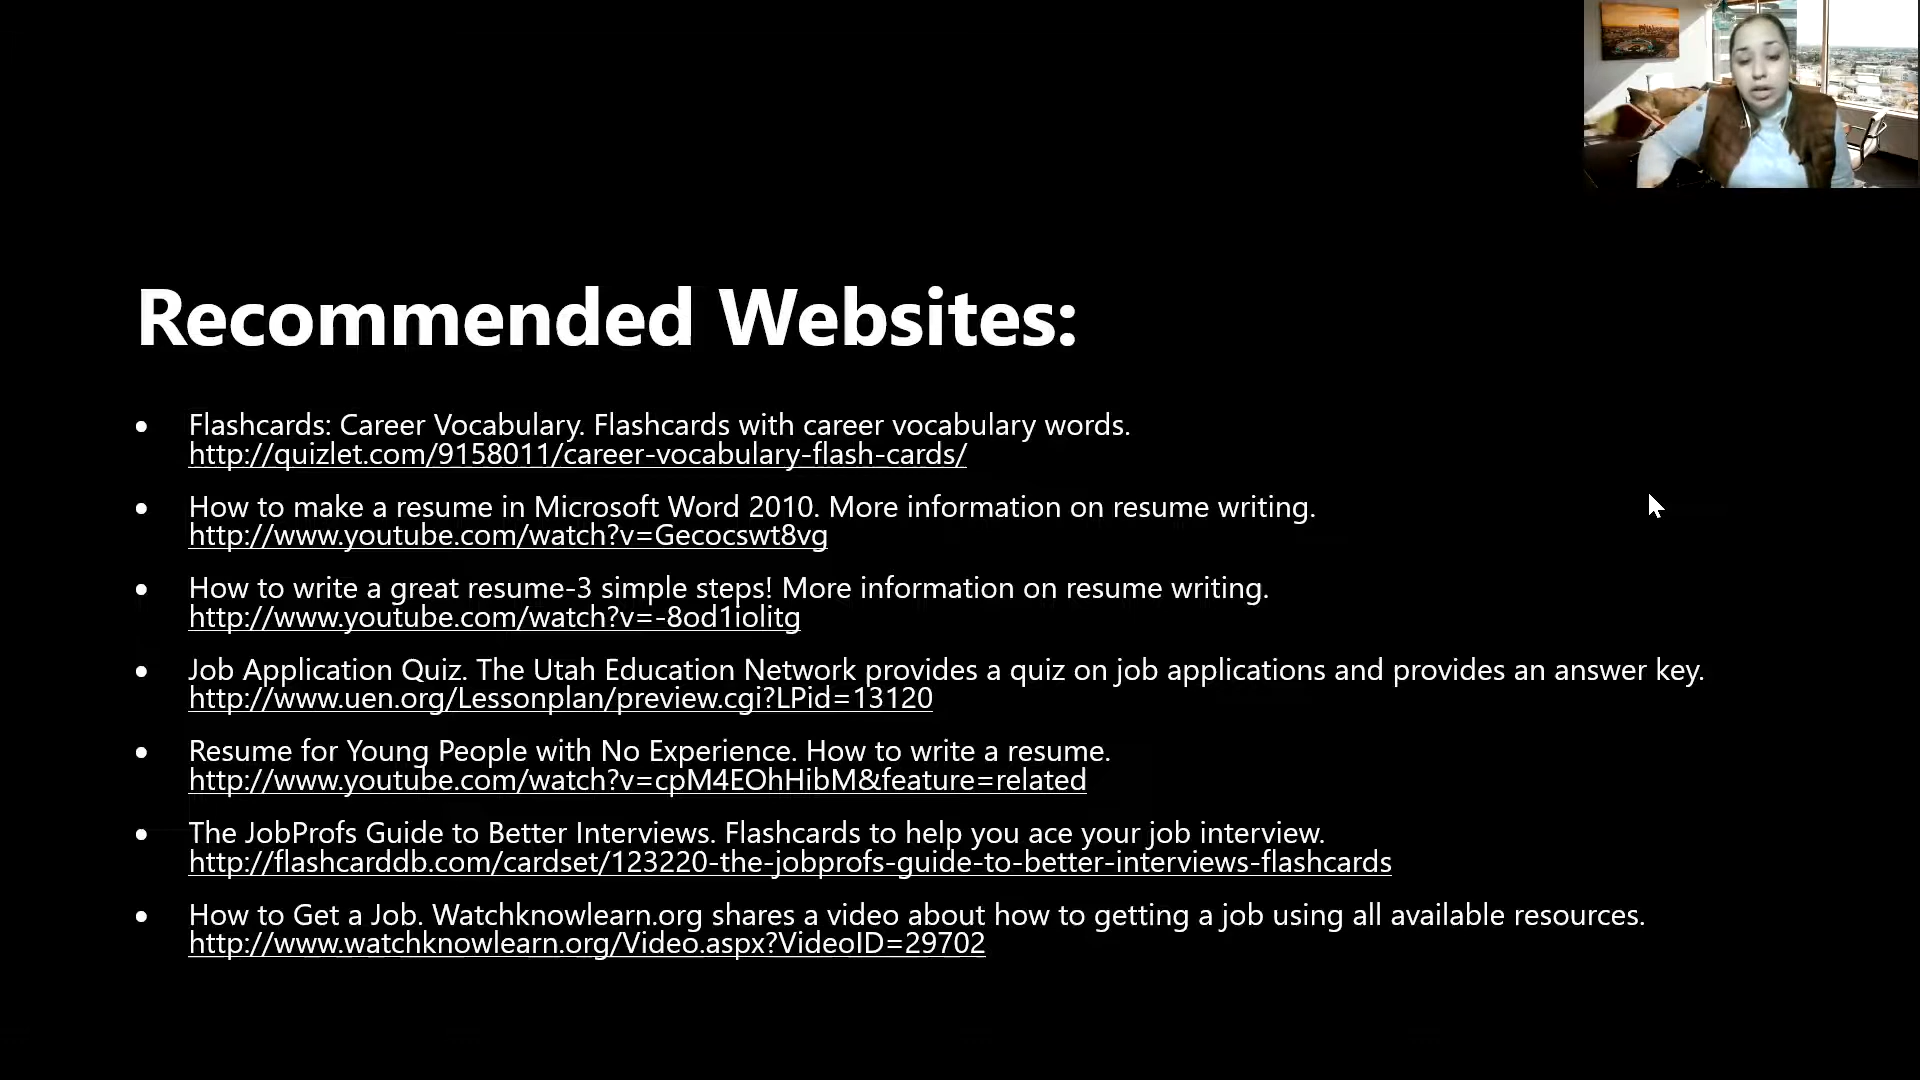 Recommended Websites:
• Flashcards: Career Vocabulary. Flashcards with career vocabulary words.
http://quizlet.com/9158011/career-vocabulary-flash-cards/
• How to make a resume in Microsoft Word 2010. More information on resume writing.
http://www.youtube.com/watch?v=Gecocswt8vg
• How to write a great resume-3 simple steps! More information on resume writing.
http://www.youtube.com/watch?v=-8od1iolitg
• Job Application Quiz. The Utah Education Network provides a quiz on job applications and provides an answer key.
http://www.uen.org/Lessonplan/preview.cgi?LPid=13120
• Resume for Young People with No Experience. How to write a resume.
http://www.youtube.com/watch?v=cpM4EOhHibM&feature=related
• The JobProfs Guide to Better Interviews. Flashcards to help you ace your job interview.
http://flashcarddb.com/cardset/123220-the-jobprofs-guide-to-better-interviews-flashcards
• How to Get a Job. Watchknowlearn.org shares a video about how to getting a job using all available resources.
http://www.watchknowlearn.org/Video.aspx?VideoID=29702